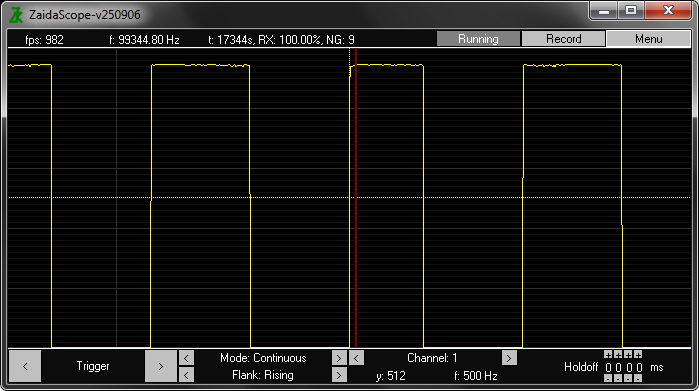 ZaidaScope-v250906
fps: 982 f: 99344.80 Hz t: 17344s, RX: 100.00%, NG: 9 Running Record Menu
< Trigger > < Mode: Continuous > < Channel: 1 > + + + +
< Flank: Rising > y: 512 f: 500 Hz Holdoff 0 0 0 0 ms
- - - -